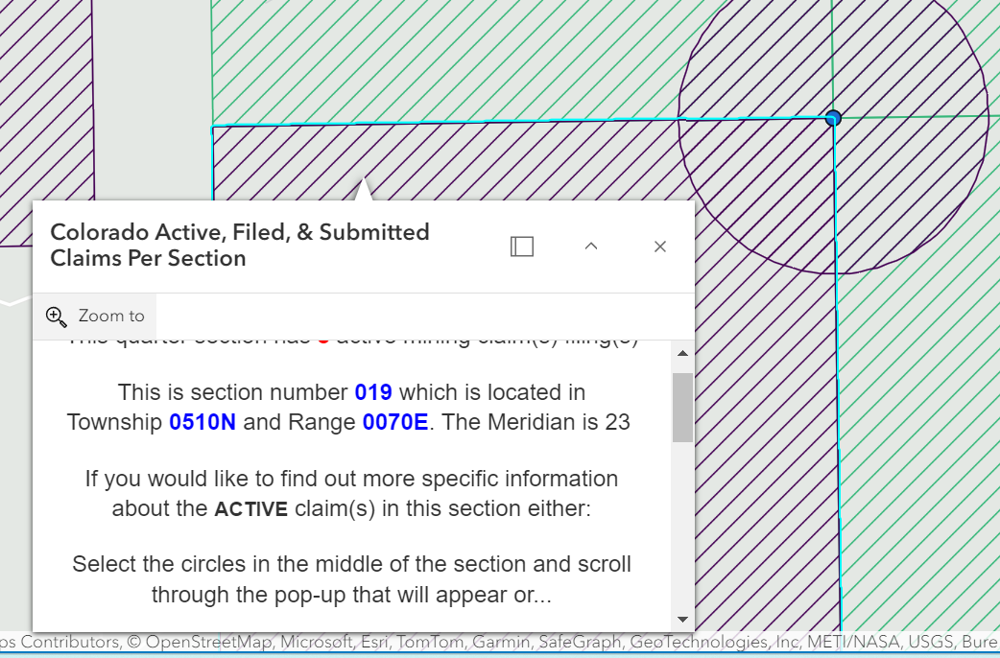 Colorado Active, Filed, & Submitted
Claims Per Section
Zoom to
This quarter section has active mining claim(s) filing(s)
This is section number 019 which is located in
Township 0510N and Range 0070E. The Meridian is 23
If you would like to find out more specific information
about the ACTIVE claim(s) in this section either:
Select the circles in the middle of the section and scroll
through the pop-up that will appear or...
ps Contributors, © OpenStreetMap, Microsoft, Esri, TomTom, Garmin, SafeGraph, GeoTechnologies, Inc, METI/NASA, USGS, Bure